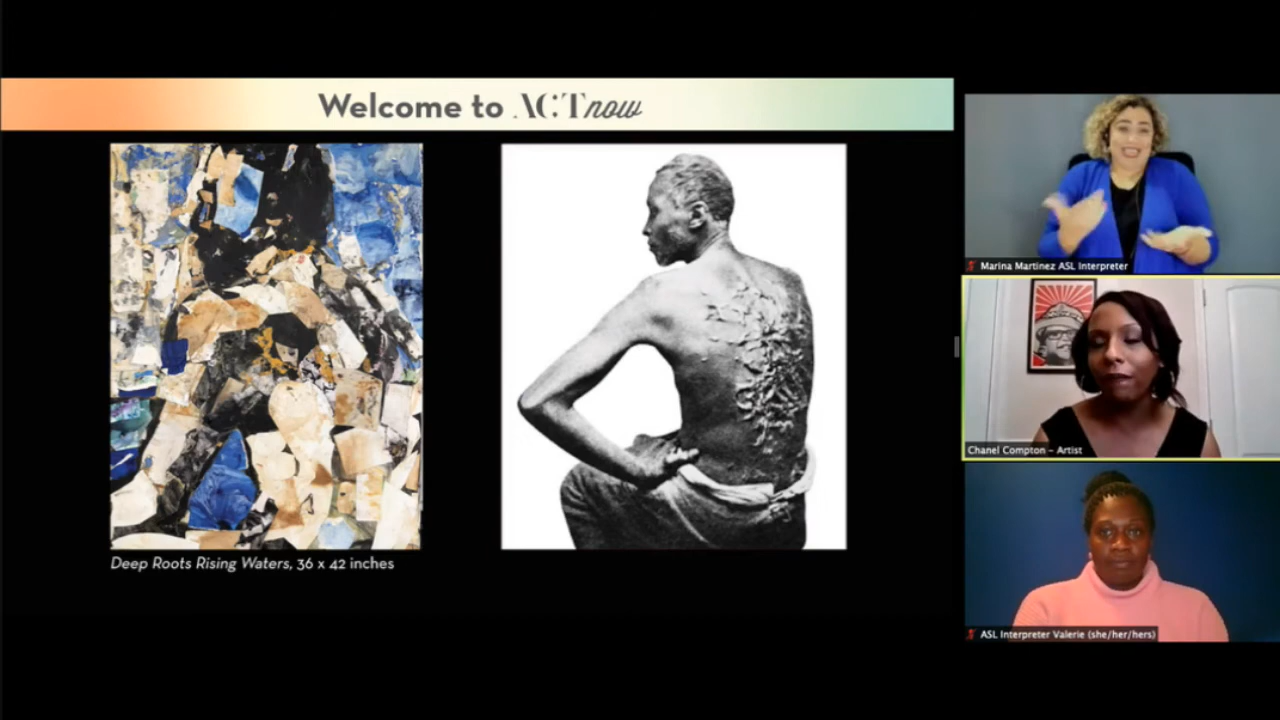 Welcome to ACTnow
Deep Roots Rising Waters, 36 x 42 inches
Marina Martinez ASL Interpreter
Chanel Compton – Artist
ASL Interpreter Valerie (she/her/hers)